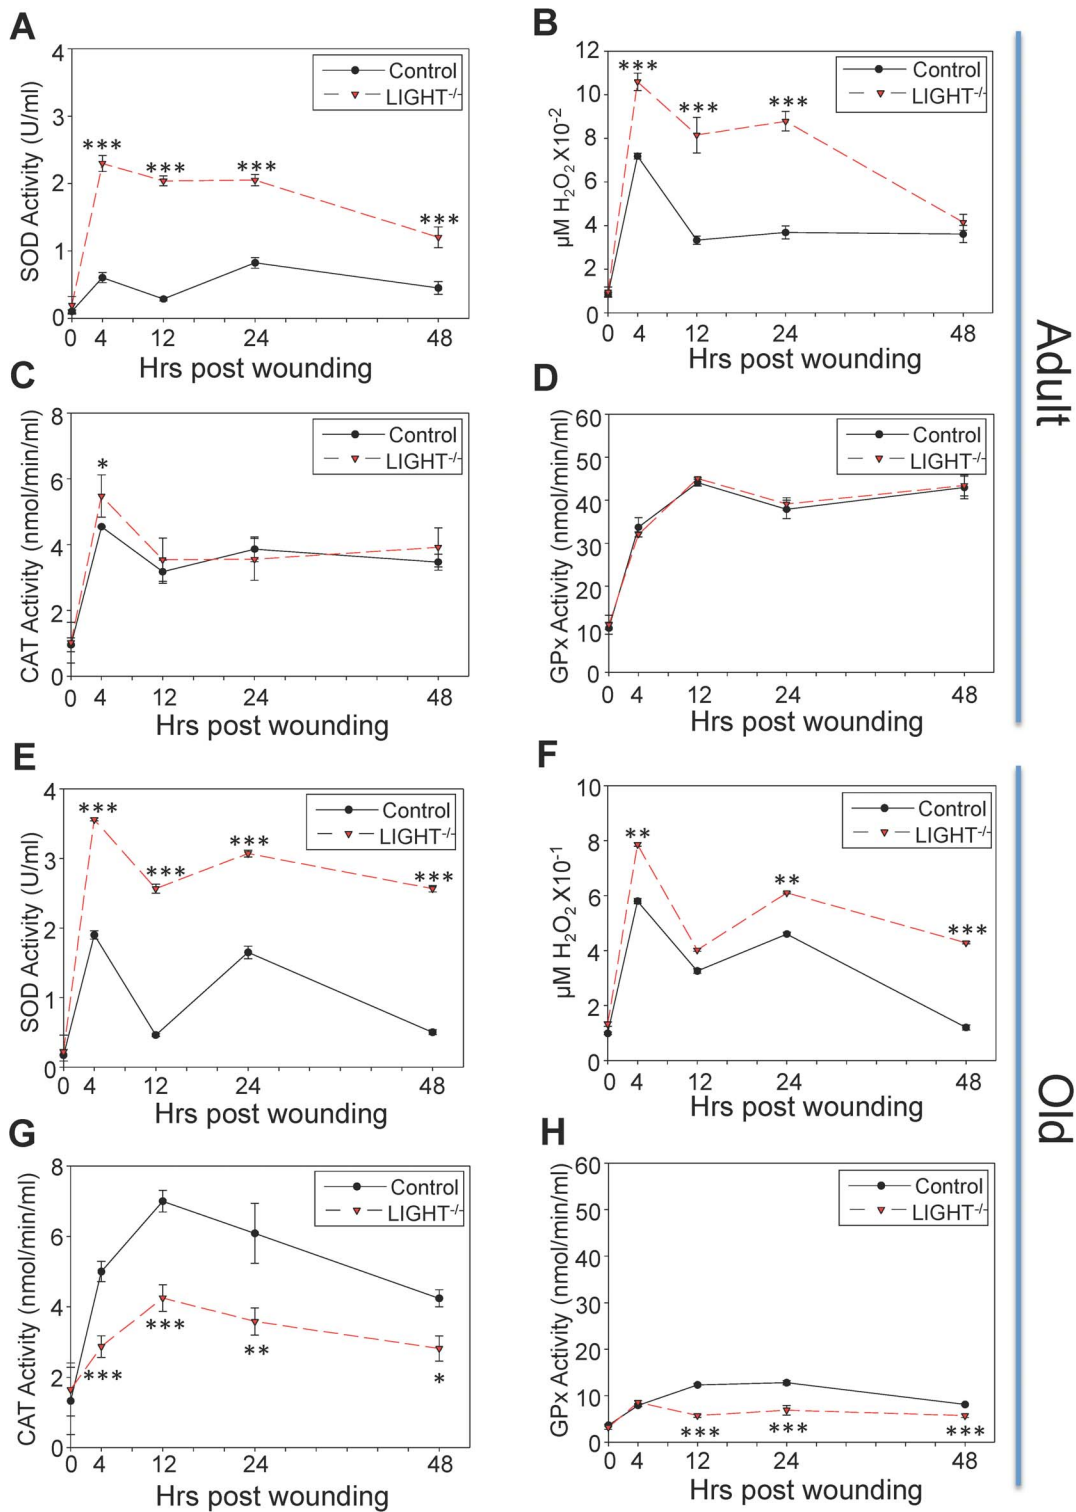 A
SOD Activity (U/ml)
4
3
2
1
0
Control
LIGHT-/-
***
***
***
***
0 4 12 24 48
Hrs post wounding
B
µM H2O2 X10-2
12
10
8
6
4
2
0
Control
LIGHT-/-
***
***
***
0 4 12 24 48
Hrs post wounding
C
CAT Activity (nmol/min/ml)
8
6
4
2
0
Control
LIGHT-/-
*
0 4 12 24 48
Hrs post wounding
D
GPx Activity (nmol/min/ml)
60
50
40
30
20
10
0
Control
LIGHT-/-
0 4 12 24 48
Hrs post wounding
Adult
E
SOD Activity (U/ml)
4
3
2
1
0
Control
LIGHT-/-
***
***
***
***
0 4 12 24 48
Hrs post wounding
F
µM H2O2 X10-1
10
8
6
4
2
0
Control
LIGHT-/-
**
**
***
0 4 12 24 48
Hrs post wounding
G
CAT Activity (nmol/min/ml)
8
6
4
2
0
Control
LIGHT-/-
***
***
**
*
0 4 12 24 48
Hrs post wounding
H
GPx Activity (nmol/min/ml)
60
50
40
30
20
10
0
Control
LIGHT-/-
***
***
***
0 4 12 24 48
Hrs post wounding
Old